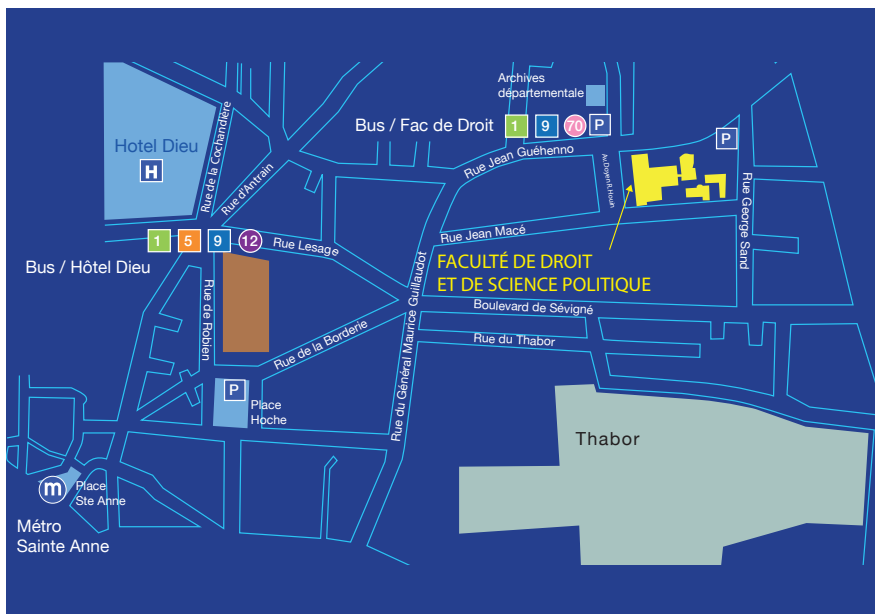 Archives
départementale
Bus / Fac de Droit
1
9
70
P
Hotel Dieu
H
Rue de la Cochardière
Rue d'Antrain
Rue Jean Guéhenno
Av. Doyen R. Houin
P
Rue George Sand
Rue Jean Macé
1
5
9
12
Rue Lesage
Bus / Hôtel Dieu
FACULTÉ DE DROIT
ET DE SCIENCE POLITIQUE
Boulevard de Sévigné
Rue du Thabor
Rue de Robien
Rue de la Borderie
Rue du Général Maurice Guillaudot
P
Place
Hoche
Thabor
m
Place
Ste Anne
Métro
Sainte Anne